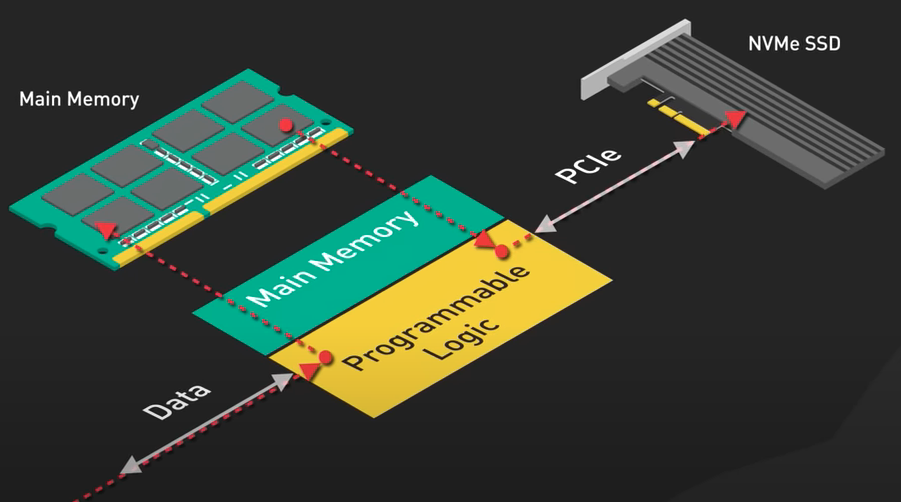 NVMe SSD
Main Memory
PCIe
Main Memory
Programmable
Logic
Data